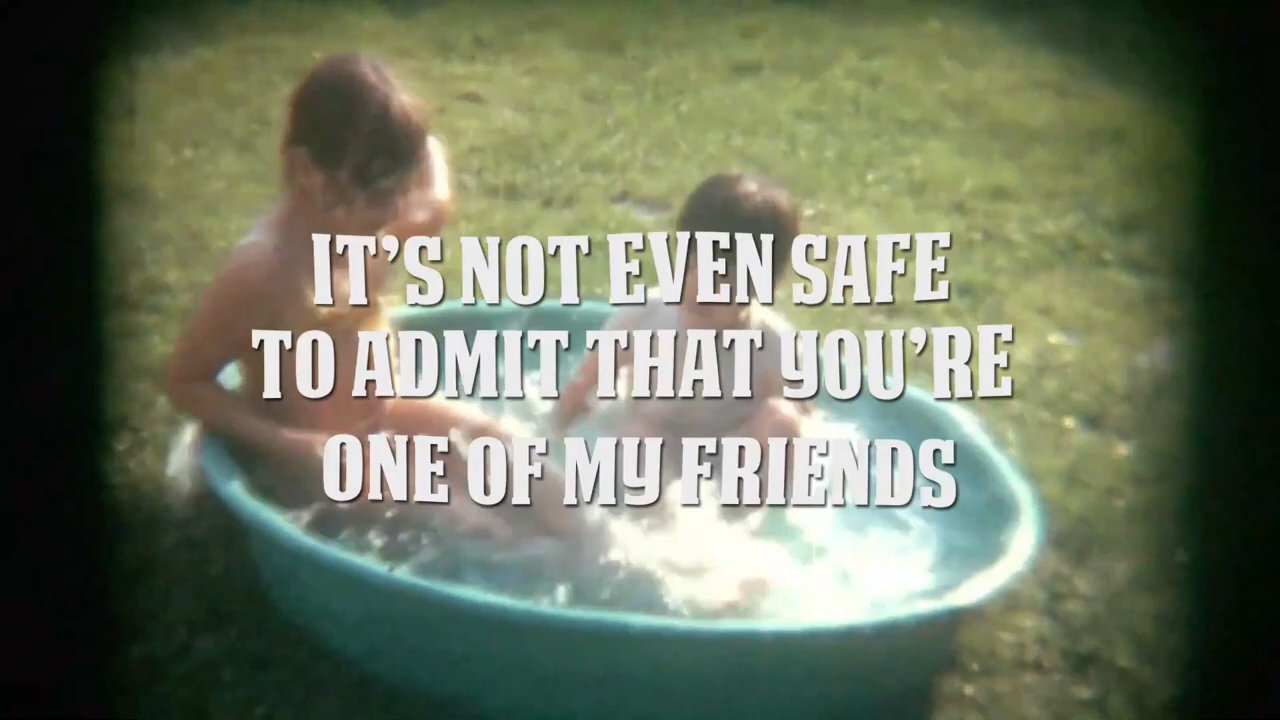 IT'S NOT EVEN SAFE
TO ADMIT THAT YOU'RE
ONE OF MY FRIENDS